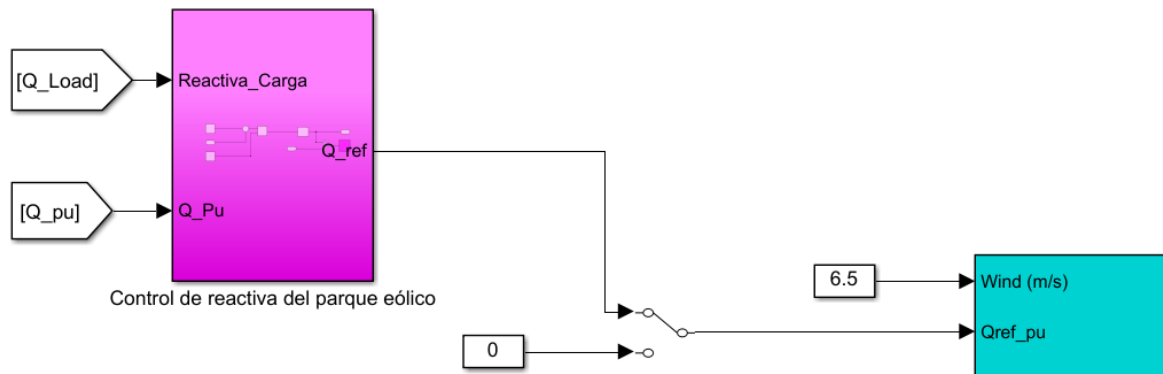 [Q_Load]
Reactiva_Carga
Q_ref
[Q_pu]
Q_Pu
Control de reactiva del parque eólico
6.5
Wind (m/s)
Qref_pu
0